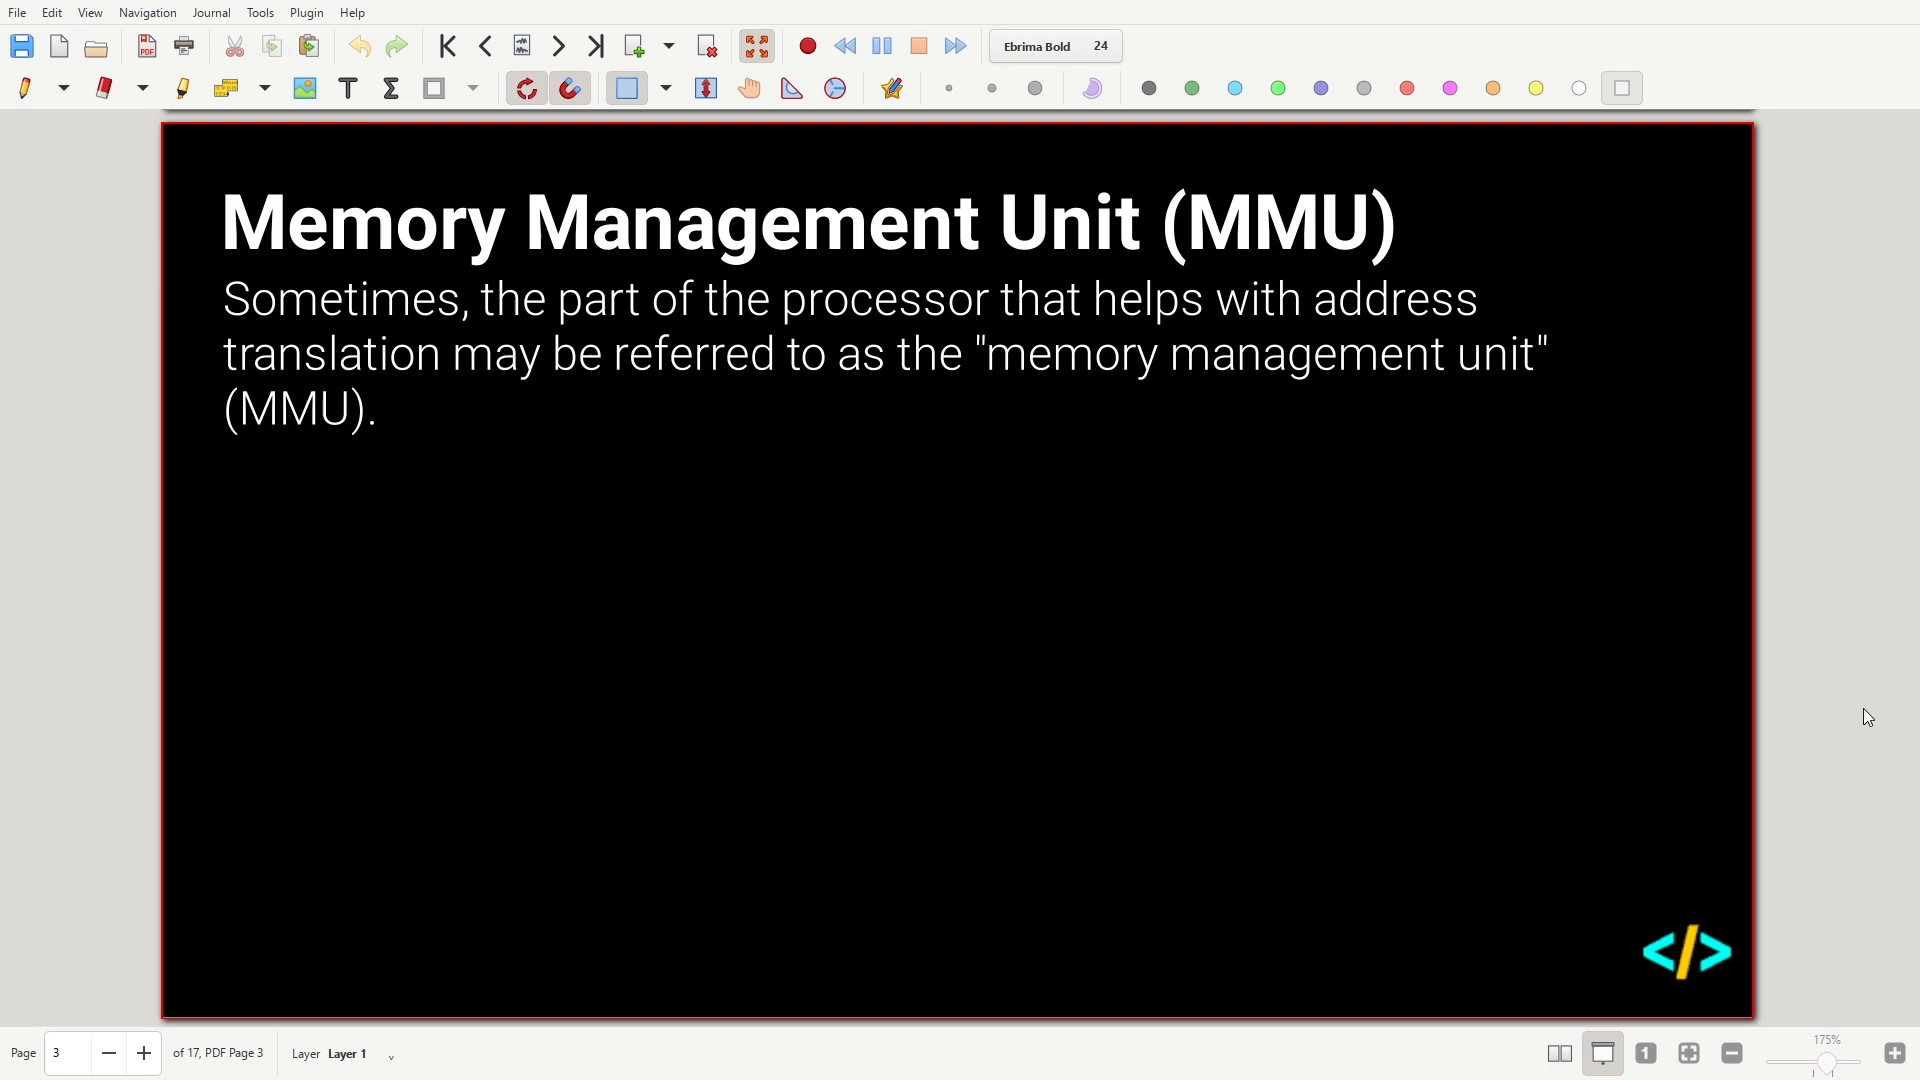 File Edit View Navigation Journal Tools Plugin Help
Ebrima Bold 24
Memory Management Unit (MMU)
Sometimes, the part of the processor that helps with address
translation may be referred to as the "memory management unit"
(MMU).
</>
Page 3 of 17, PDF Page 3 Layer Layer 1
175%